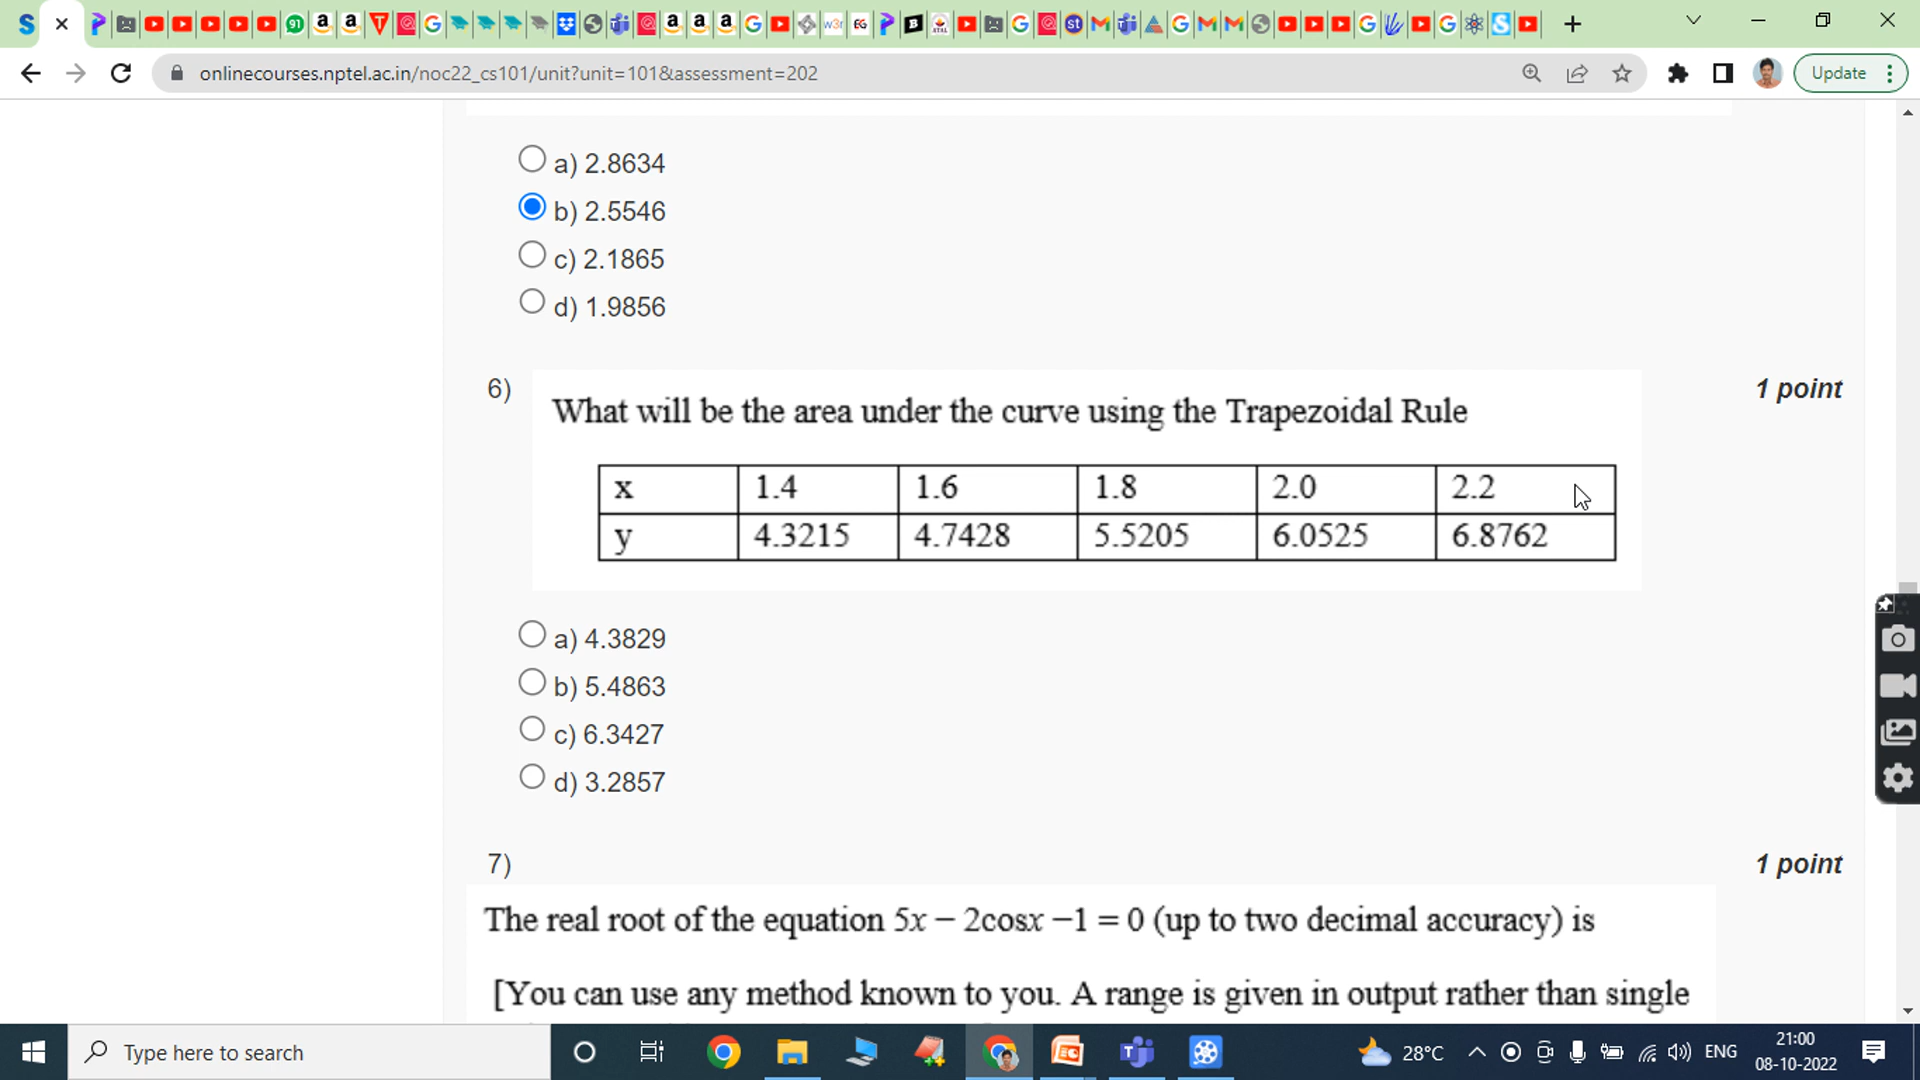 onlinecourses.nptel.ac.in/noc22_cs101/unit?unit=101&assessment=202
Update
a) 2.8634
b) 2.5546
c) 2.1865
d) 1.9856
6)
1 point
What will be the area under the curve using the Trapezoidal Rule
x 1.4 1.6 1.8 2.0 2.2
y 4.3215 4.7428 5.5205 6.0525 6.8762
a) 4.3829
b) 5.4863
c) 6.3427
d) 3.2857
7)
1 point
The real root of the equation 5x − 2cosx −1 = 0 (up to two decimal accuracy) is
[You can use any method known to you. A range is given in output rather than single
Type here to search
28°C
ENG
21:00
08-10-2022